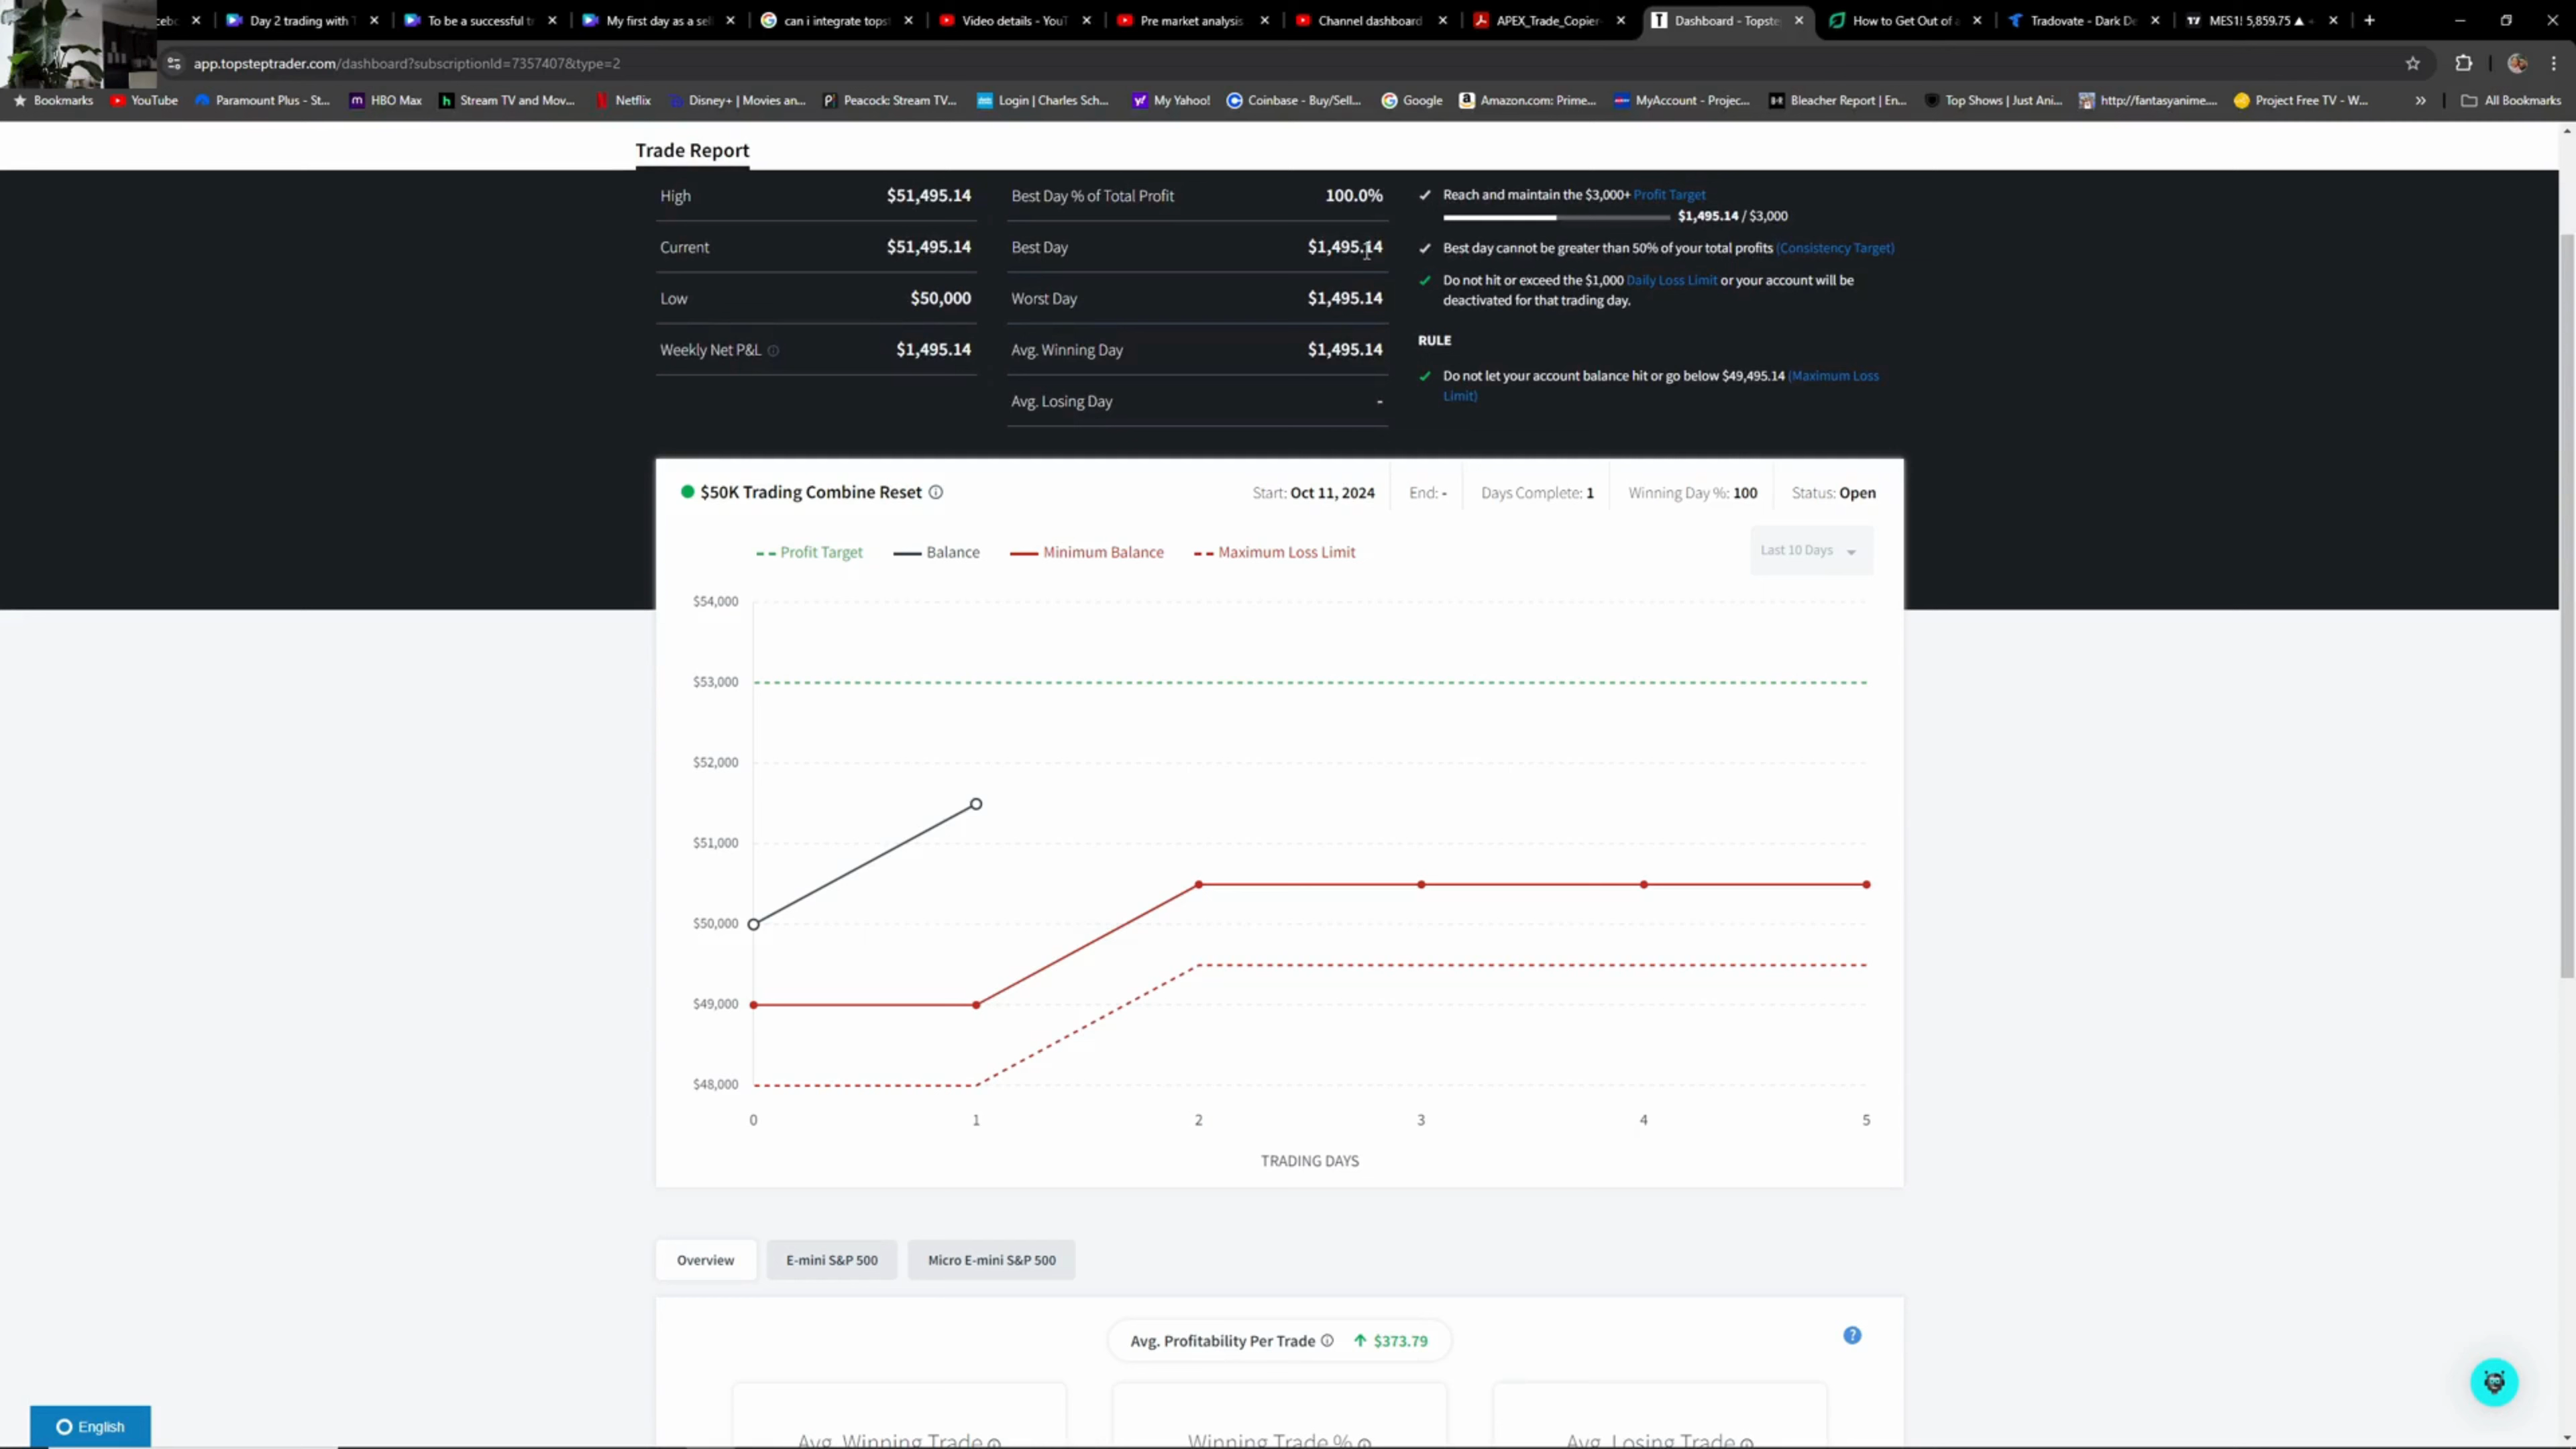 cebo
Day 2 trading with T
To be a successful tr
My first day as a sel
can i integrate topst
Video details - YouT
Pre market analysis
Channel dashboard
APEX_Trade_Copier
Dashboard - Topste
How to Get Out of a
Tradovate - Dark De
MES1! 5,859.75 ▲
app.topsteptrader.com/dashboard?subscriptionId=7357407&type=2
Bookmarks
YouTube
Paramount Plus - St...
HBO Max
Stream TV and Mov...
Netflix
Disney+ | Movies an...
Peacock: Stream TV...
Login | Charles Sch...
My Yahoo!
Coinbase - Buy/Sell...
Google
Amazon.com: Prime...
MyAccount - Projec...
Bleacher Report | En...
Top Shows | Just Ani...
http://fantasyanime....
Project Free TV - W...
All Bookmarks
Trade Report
High $51,495.14
Current $51,495.14
Low $50,000
Weekly Net P&L $1,495.14
Best Day % of Total Profit 100.0%
Best Day $1,495.14
Worst Day $1,495.14
Avg. Winning Day $1,495.14
Avg. Losing Day -
Reach and maintain the $3,000+ Profit Target
$1,495.14 / $3,000
Best day cannot be greater than 50% of your total profits (Consistency Target)
Do not hit or exceed the $1,000 Daily Loss Limit or your account will be
deactivated for that trading day.
RULE
Do not let your account balance hit or go below $49,495.14 (Maximum Loss
Limit)
$50K Trading Combine Reset
Start: Oct 11, 2024
End: -
Days Complete: 1
Winning Day %: 100
Status: Open
Profit Target
Balance
Minimum Balance
Maximum Loss Limit
Last 10 Days
$54,000
$53,000
$52,000
$51,000
$50,000
$49,000
$48,000
0 1 2 3 4 5
TRADING DAYS
Overview
E-mini S&P 500
Micro E-mini S&P 500
Avg. Profitability Per Trade $373.79
?
Avg. Winning Trade
Winning Trade %
Avg. Losing Trade
English